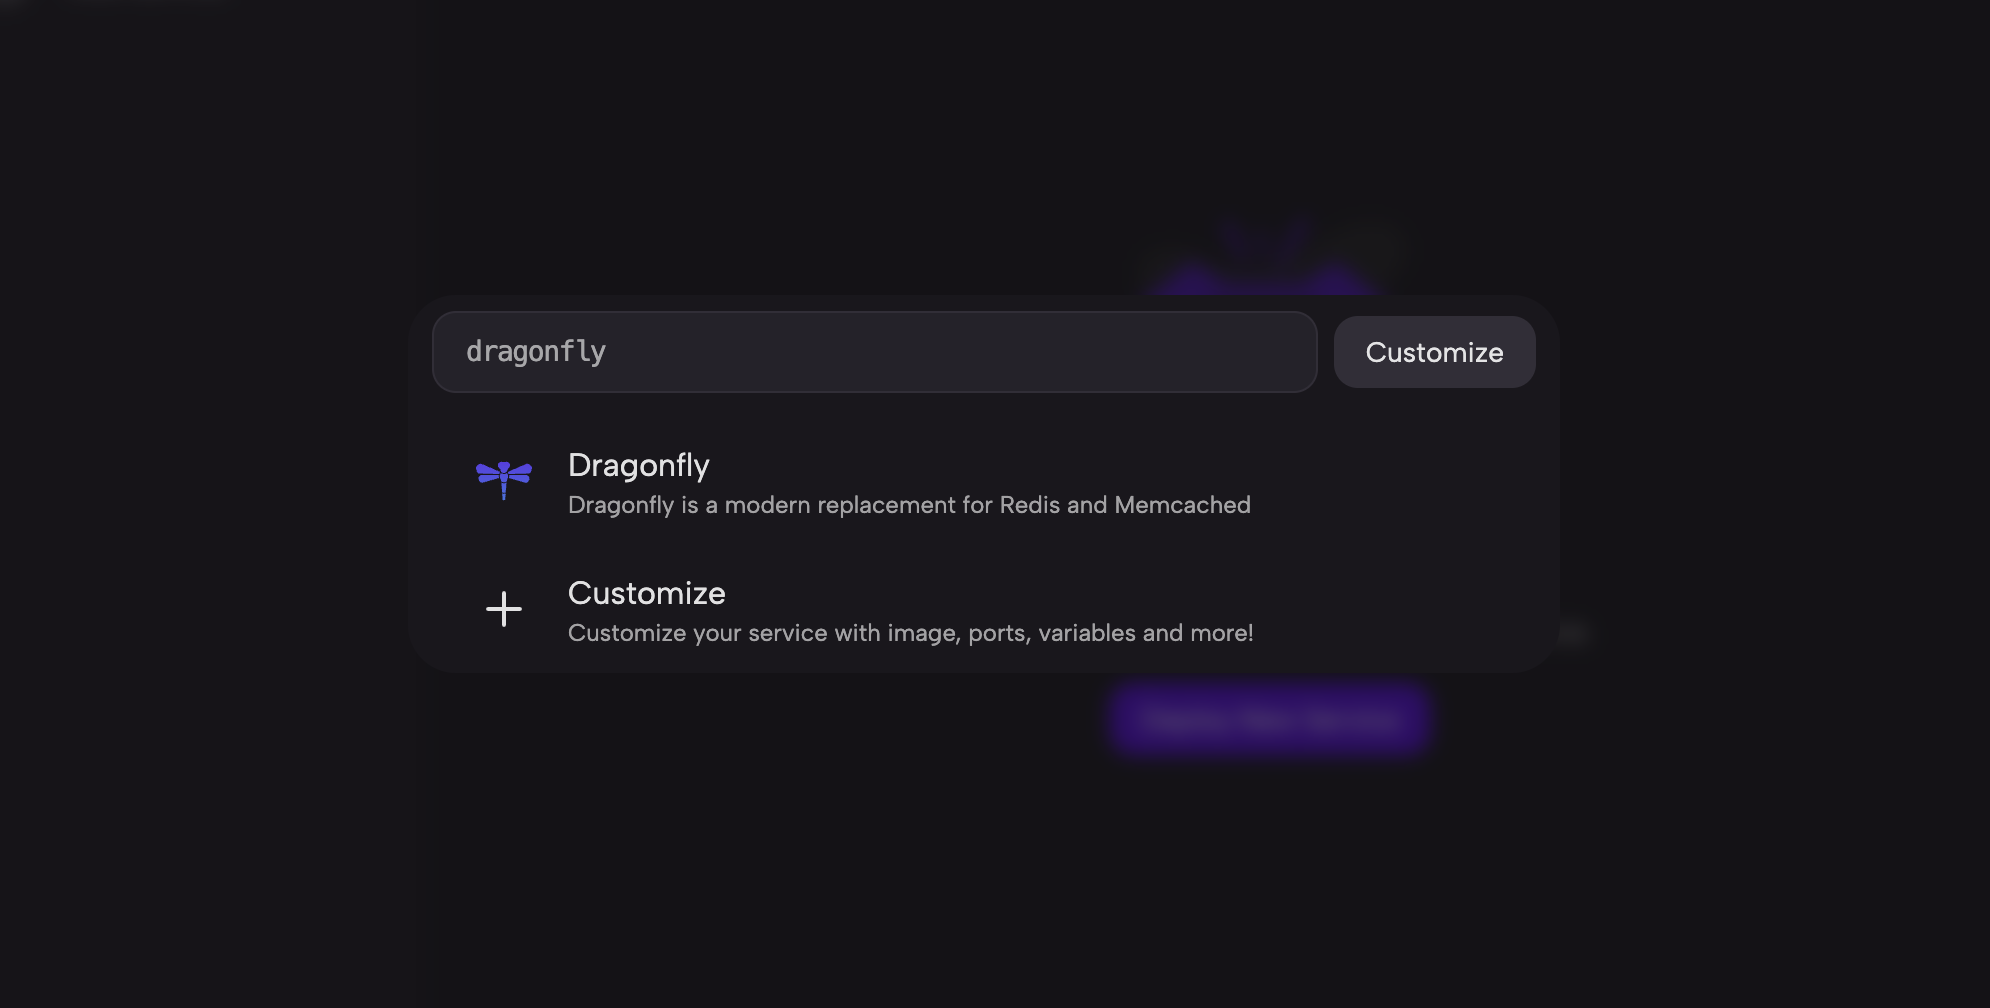 dragonfly
Customize
Dragonfly
Dragonfly is a modern replacement for Redis and Memcached
Customize
Customize your service with image, ports, variables and more!